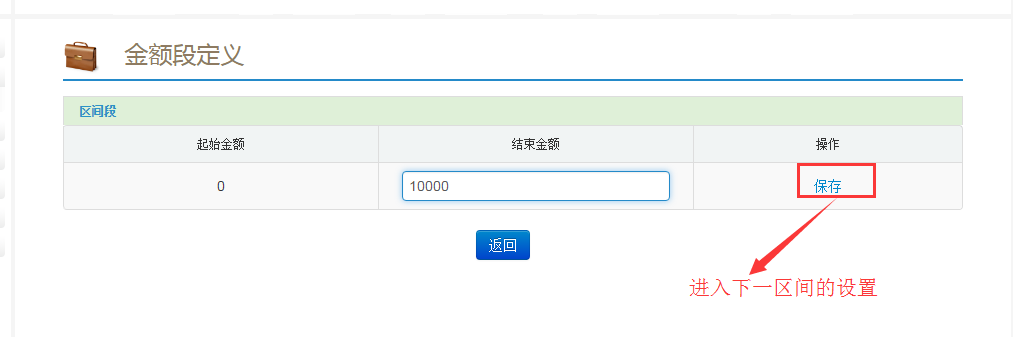 金额段定义
区间段
起始金额 结束金额 操作
0 10000 保存
返回
进入下一区间的设置